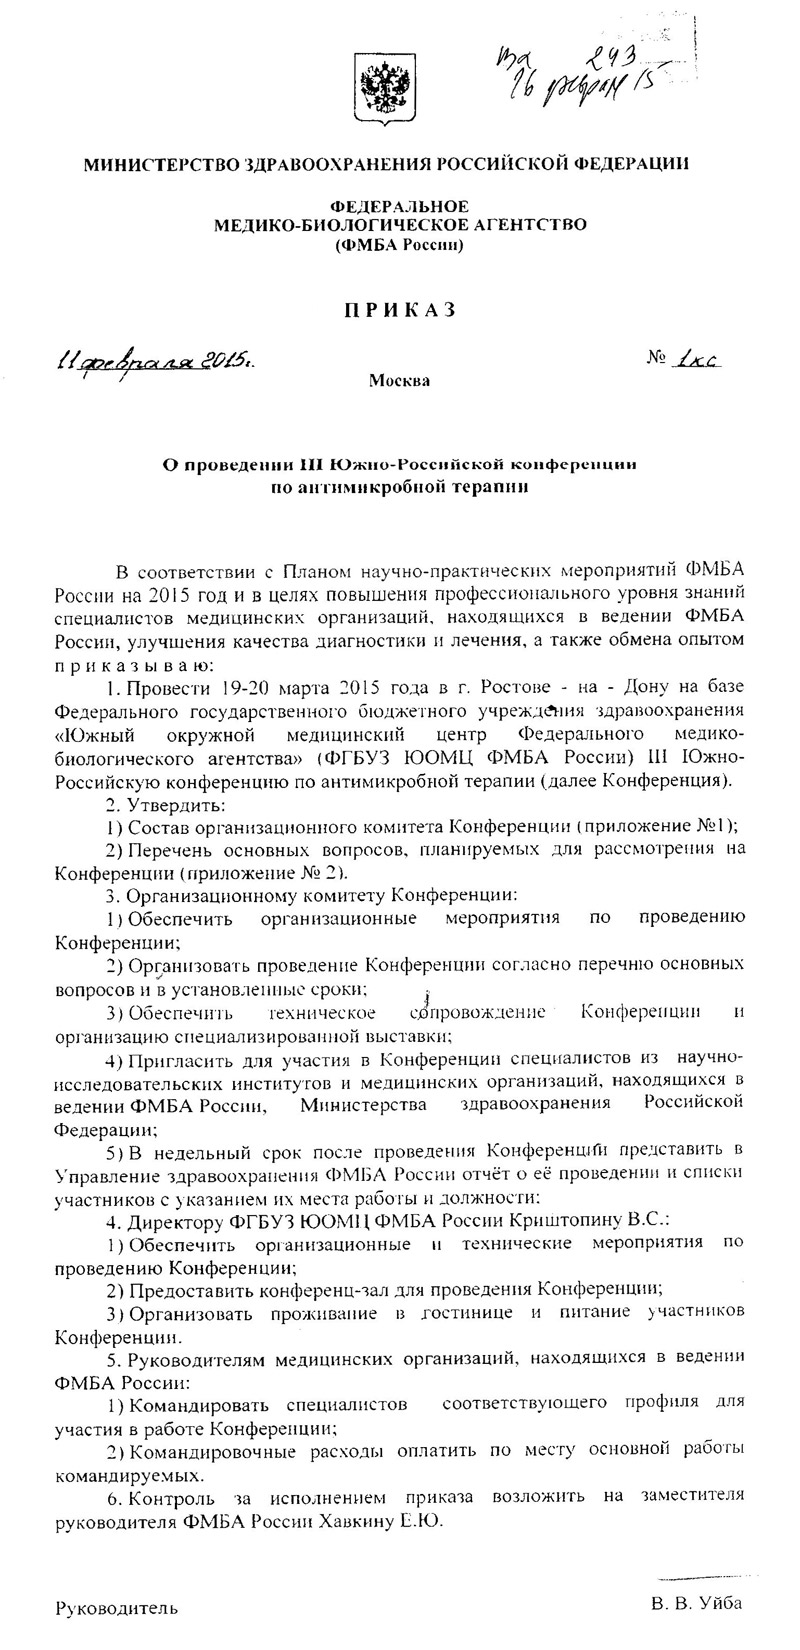 вх 243
16 феврал 15
МИНИСТЕРСТВО ЗДРАВООХРАНЕНИЯ РОССИЙСКОЙ ФЕДЕРАЦИИ
ФЕДЕРАЛЬНОЕ
МЕДИКО-БИОЛОГИЧЕСКОЕ АГЕНТСТВО
(ФМБА России)
П Р И К А З
11 февраля 2015г.
№ 1кс
Москва
О проведении III Южно-Российской конференции
по антимикробной терапии
В соответствии с Планом научно-практических мероприятий ФМБА
России на 2015 год и в целях повышения профессионального уровня знаний
специалистов медицинских организаций, находящихся в ведении ФМБА
России, улучшения качества диагностики и лечения, а также обмена опытом
п р и к а з ы в а ю:
1. Провести 19-20 марта 2015 года в г. Ростове - на - Дону на базе
Федерального государственного бюджетного учреждения здравоохранения
«Южный окружной медицинский центр Федерального медико-
биологического агентства» (ФГБУЗ ЮОМЦ ФМБА России) III Южно-
Российскую конференцию по антимикробной терапии (далее Конференция).
2. Утвердить:
1) Состав организационного комитета Конференции (приложение №1);
2) Перечень основных вопросов, планируемых для рассмотрения на
Конференции (приложение № 2).
3. Организационному комитету Конференции:
1) Обеспечить организационные мероприятия по проведению
Конференции;
2) Организовать проведение Конференции согласно перечню основных
вопросов и в установленные сроки;
3) Обеспечить техническое сопровождение Конференции и
организацию специализированной выставки;
4) Пригласить для участия в Конференции специалистов из научно-
исследовательских институтов и медицинских организаций, находящихся в
ведении ФМБА России, Министерства здравоохранения Российской
Федерации;
5) В недельный срок после проведения Конференции представить в
Управление здравоохранения ФМБА России отчёт о её проведении и списки
участников с указанием их места работы и должности:
4. Директору ФГБУЗ ЮОМЦ ФМБА России Криштопину В.С.:
1) Обеспечить организационные и технические мероприятия по
проведению Конференции;
2) Предоставить конференц-зал для проведения Конференции;
3) Организовать проживание в гостинице и питание участников
Конференции.
5. Руководителям медицинских организаций, находящихся в ведении
ФМБА России:
1) Командировать специалистов соответствующего профиля для
участия в работе Конференции;
2) Командировочные расходы оплатить по месту основной работы
командируемых.
6. Контроль за исполнением приказа возложить на заместителя
руководителя ФМБА России Хавкину Е.Ю.
Руководитель
В. В. Уйба